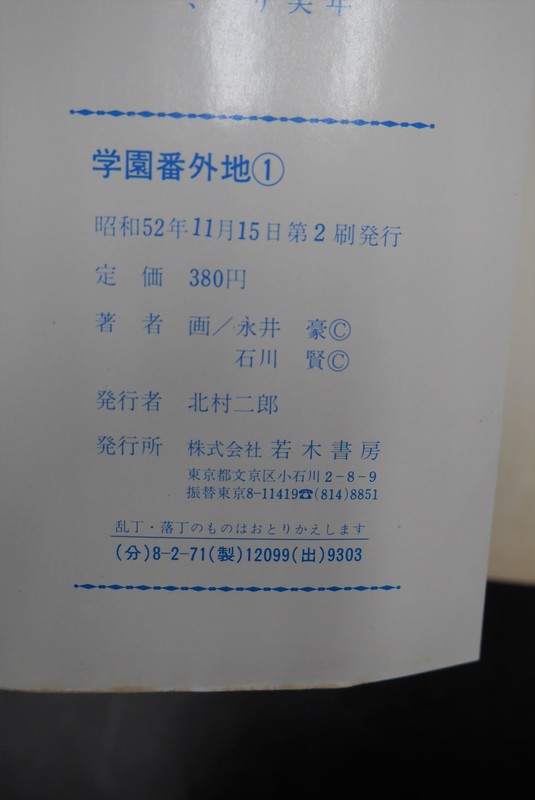 学園番外地①
昭和52年11月15日第2刷発行
定　価　380円
著　者　画／永井　豪©
石川　賢©
発行者　北村二郎
発行所　株式会社 若木書房
東京都文京区小石川2-8-9
振替東京8-11419☎(814)8851
乱丁・落丁のものはおとりかえします
(分)8-2-71(製)12099(出)9303